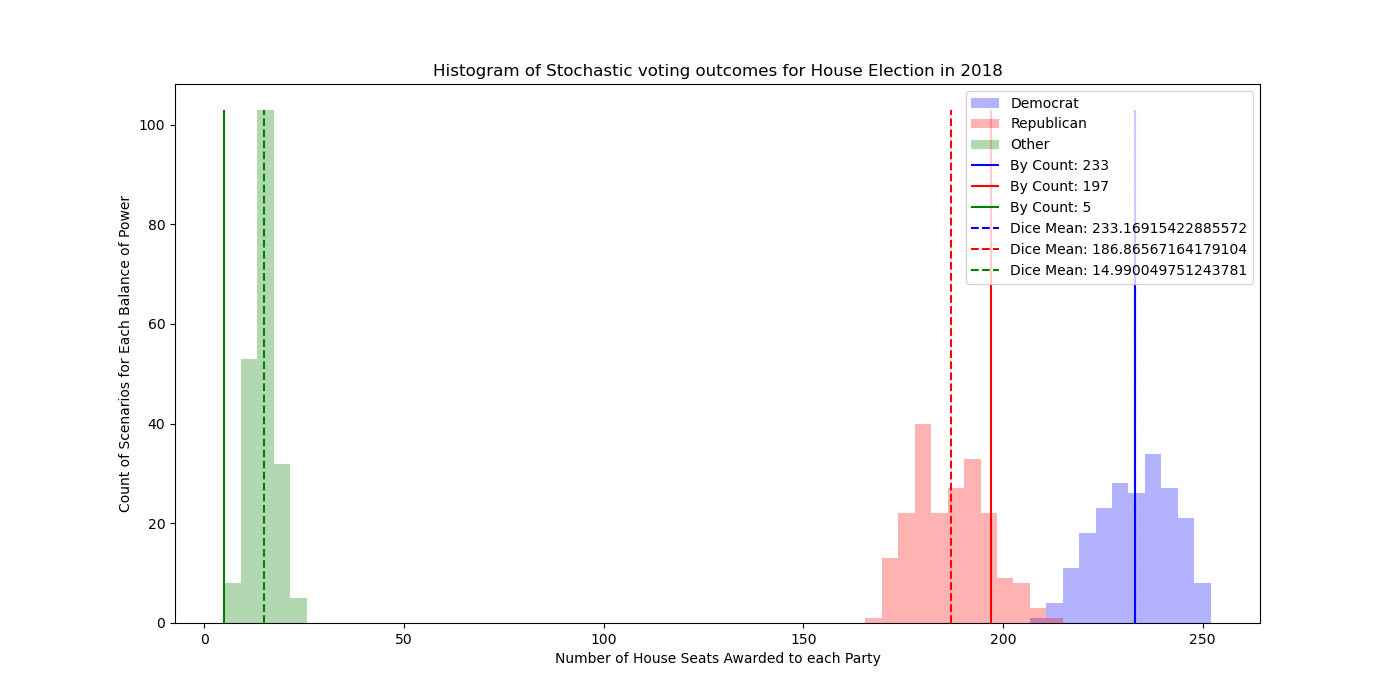 Histogram of Stochastic voting outcomes for House Election in 2018
Count of Scenarios for Each Balance of Power
100
80
60
40
20
0
Democrat
Republican
Other
By Count: 233
By Count: 197
By Count: 5
Dice Mean: 233.16915422885572
Dice Mean: 186.86567164179104
Dice Mean: 14.990049751243781
0 50 100 150 200 250
Number of House Seats Awarded to each Party